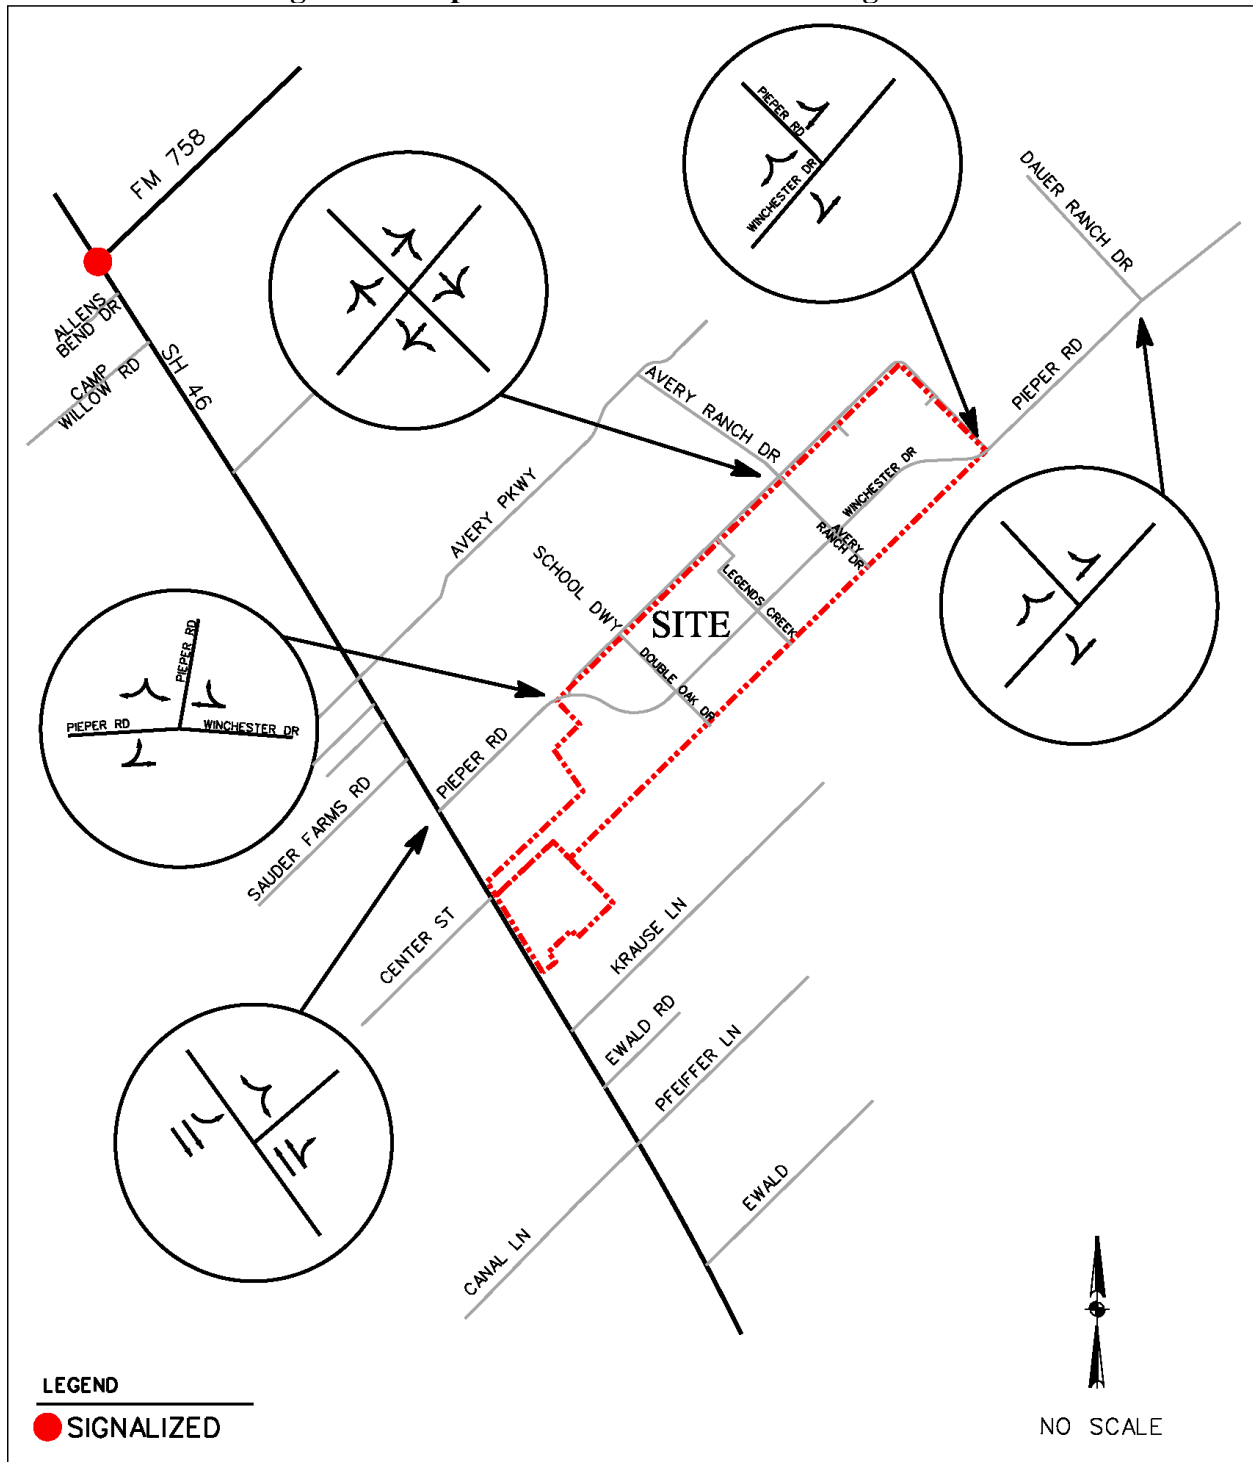 FM 758
PIEPER RD
WINCHESTER DR
DAUER RANCH DR
ALLENS
BEND DR
CAMP
WILLOW RD
SH 46
AVERY RANCH DR
PIEPER RD
AVERY PKWY
WINCHESTER DR
AVERY
RANCH DR
SCHOOL DWY
LEGENDS CREEK
SITE
DOUBLE OAK DR
PIEPER RD
PIEPER RD
WINCHESTER DR
PIEPER RD
SAUDER FARMS RD
CENTER ST
KRAUSE LN
EWALD RD
PFEIFFER LN
EWALD
CANAL LN
LEGEND
SIGNALIZED
NO SCALE